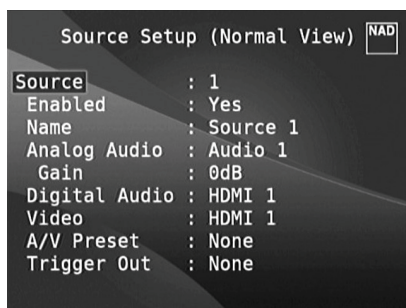 Source Setup (Normal View) NAD
Source : 1
Enabled : Yes
Name : Source 1
Analog Audio : Audio 1
Gain : 0dB
Digital Audio : HDMI 1
Video : HDMI 1
A/V Preset : None
Trigger Out : None